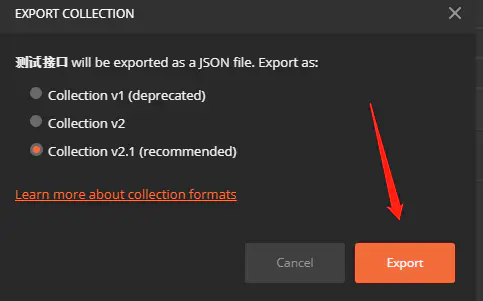 EXPORT COLLECTION
测试接口 will be exported as a JSON file. Export as:
Collection v1 (deprecated)
Collection v2
Collection v2.1 (recommended)
Learn more about collection formats
Cancel
Export